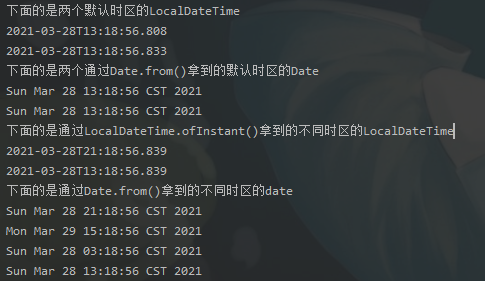 下面的是两个默认时区的LocalDateTime
2021-03-28T13:18:56.808
2021-03-28T13:18:56.833
下面的是两个通过Date.from()拿到的默认时区的Date
Sun Mar 28 13:18:56 CST 2021
Sun Mar 28 13:18:56 CST 2021
下面的是通过LocalDateTime.ofInstant()拿到的不同时区的LocalDateTime
2021-03-28T21:18:56.839
2021-03-28T13:18:56.839
下面的是通过Date.from()拿到的不同时区的date
Sun Mar 28 21:18:56 CST 2021
Mon Mar 29 15:18:56 CST 2021
Sun Mar 28 03:18:56 CST 2021
Sun Mar 28 13:18:56 CST 2021